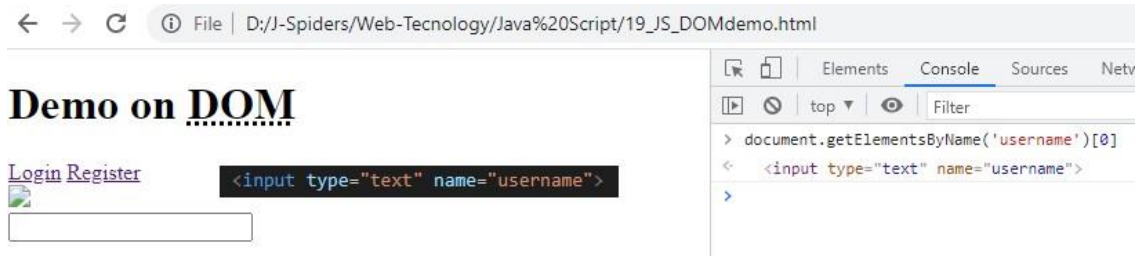 File | D:/J-Spiders/Web-Tecnology/Java%20Script/19_JS_DOMdemo.html
Demo on DOM
Login Register
<input type="text" name="username">
Elements Console Sources
top Filter
> document.getElementsByName('username')[0]
<input type="text" name="username">
>